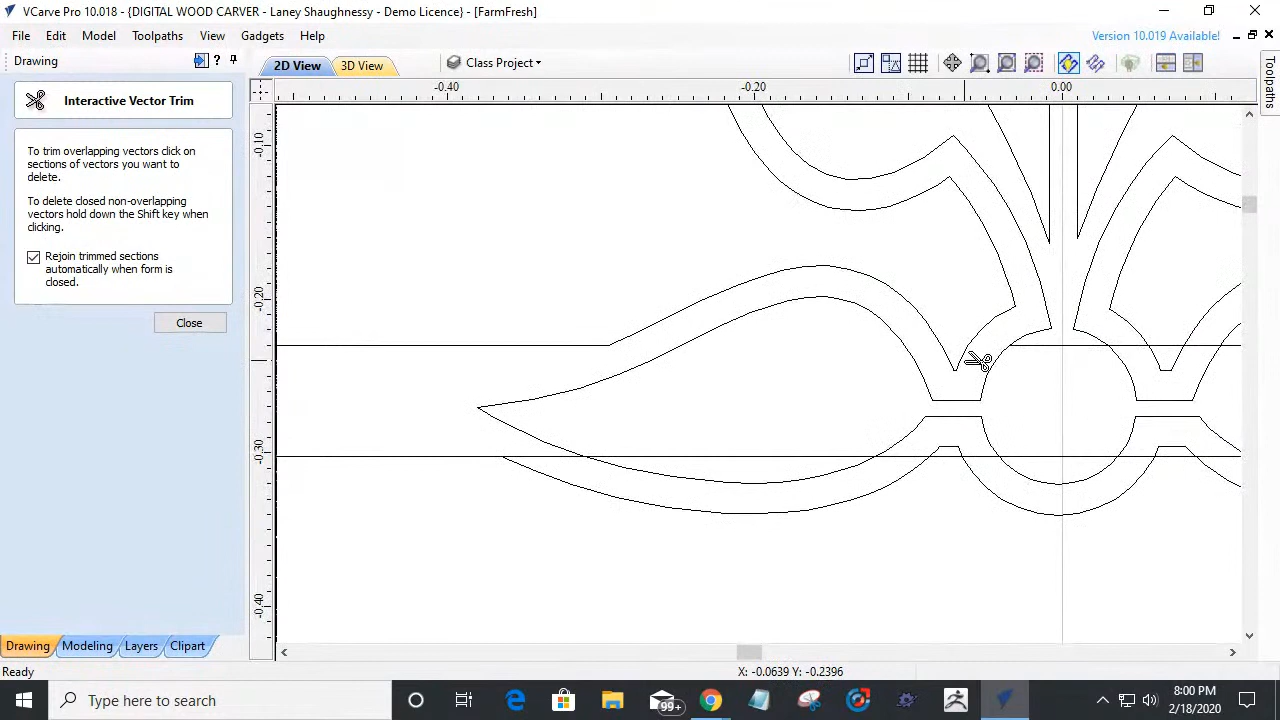 VCarve Pro 10.018 - {DIGITAL WOOD CARVER - Laney Shaughnessy - Demo Licence} - [FarmFresh]
File Edit Model Toolpaths View Gadgets Help
Version 10.019 Available!
Drawing
?
2D View
3D View
Class Project
Toolpaths
Interactive Vector Trim
-0.40
-0.20
0.00
-0.10
-0.20
-0.30
-0.40
To trim overlapping vectors click on
sections of vectors you want to
delete.
To delete closed non-overlapping
vectors hold down the Shift key when
clicking.
Rejoin trimmed sections
automatically when form is
closed.
Close
Drawing
Modeling
Layers
Clipart
Ready
X: -0.0639 Y: -0.2396
Type here to search
99+
8:00 PM
2/18/2020